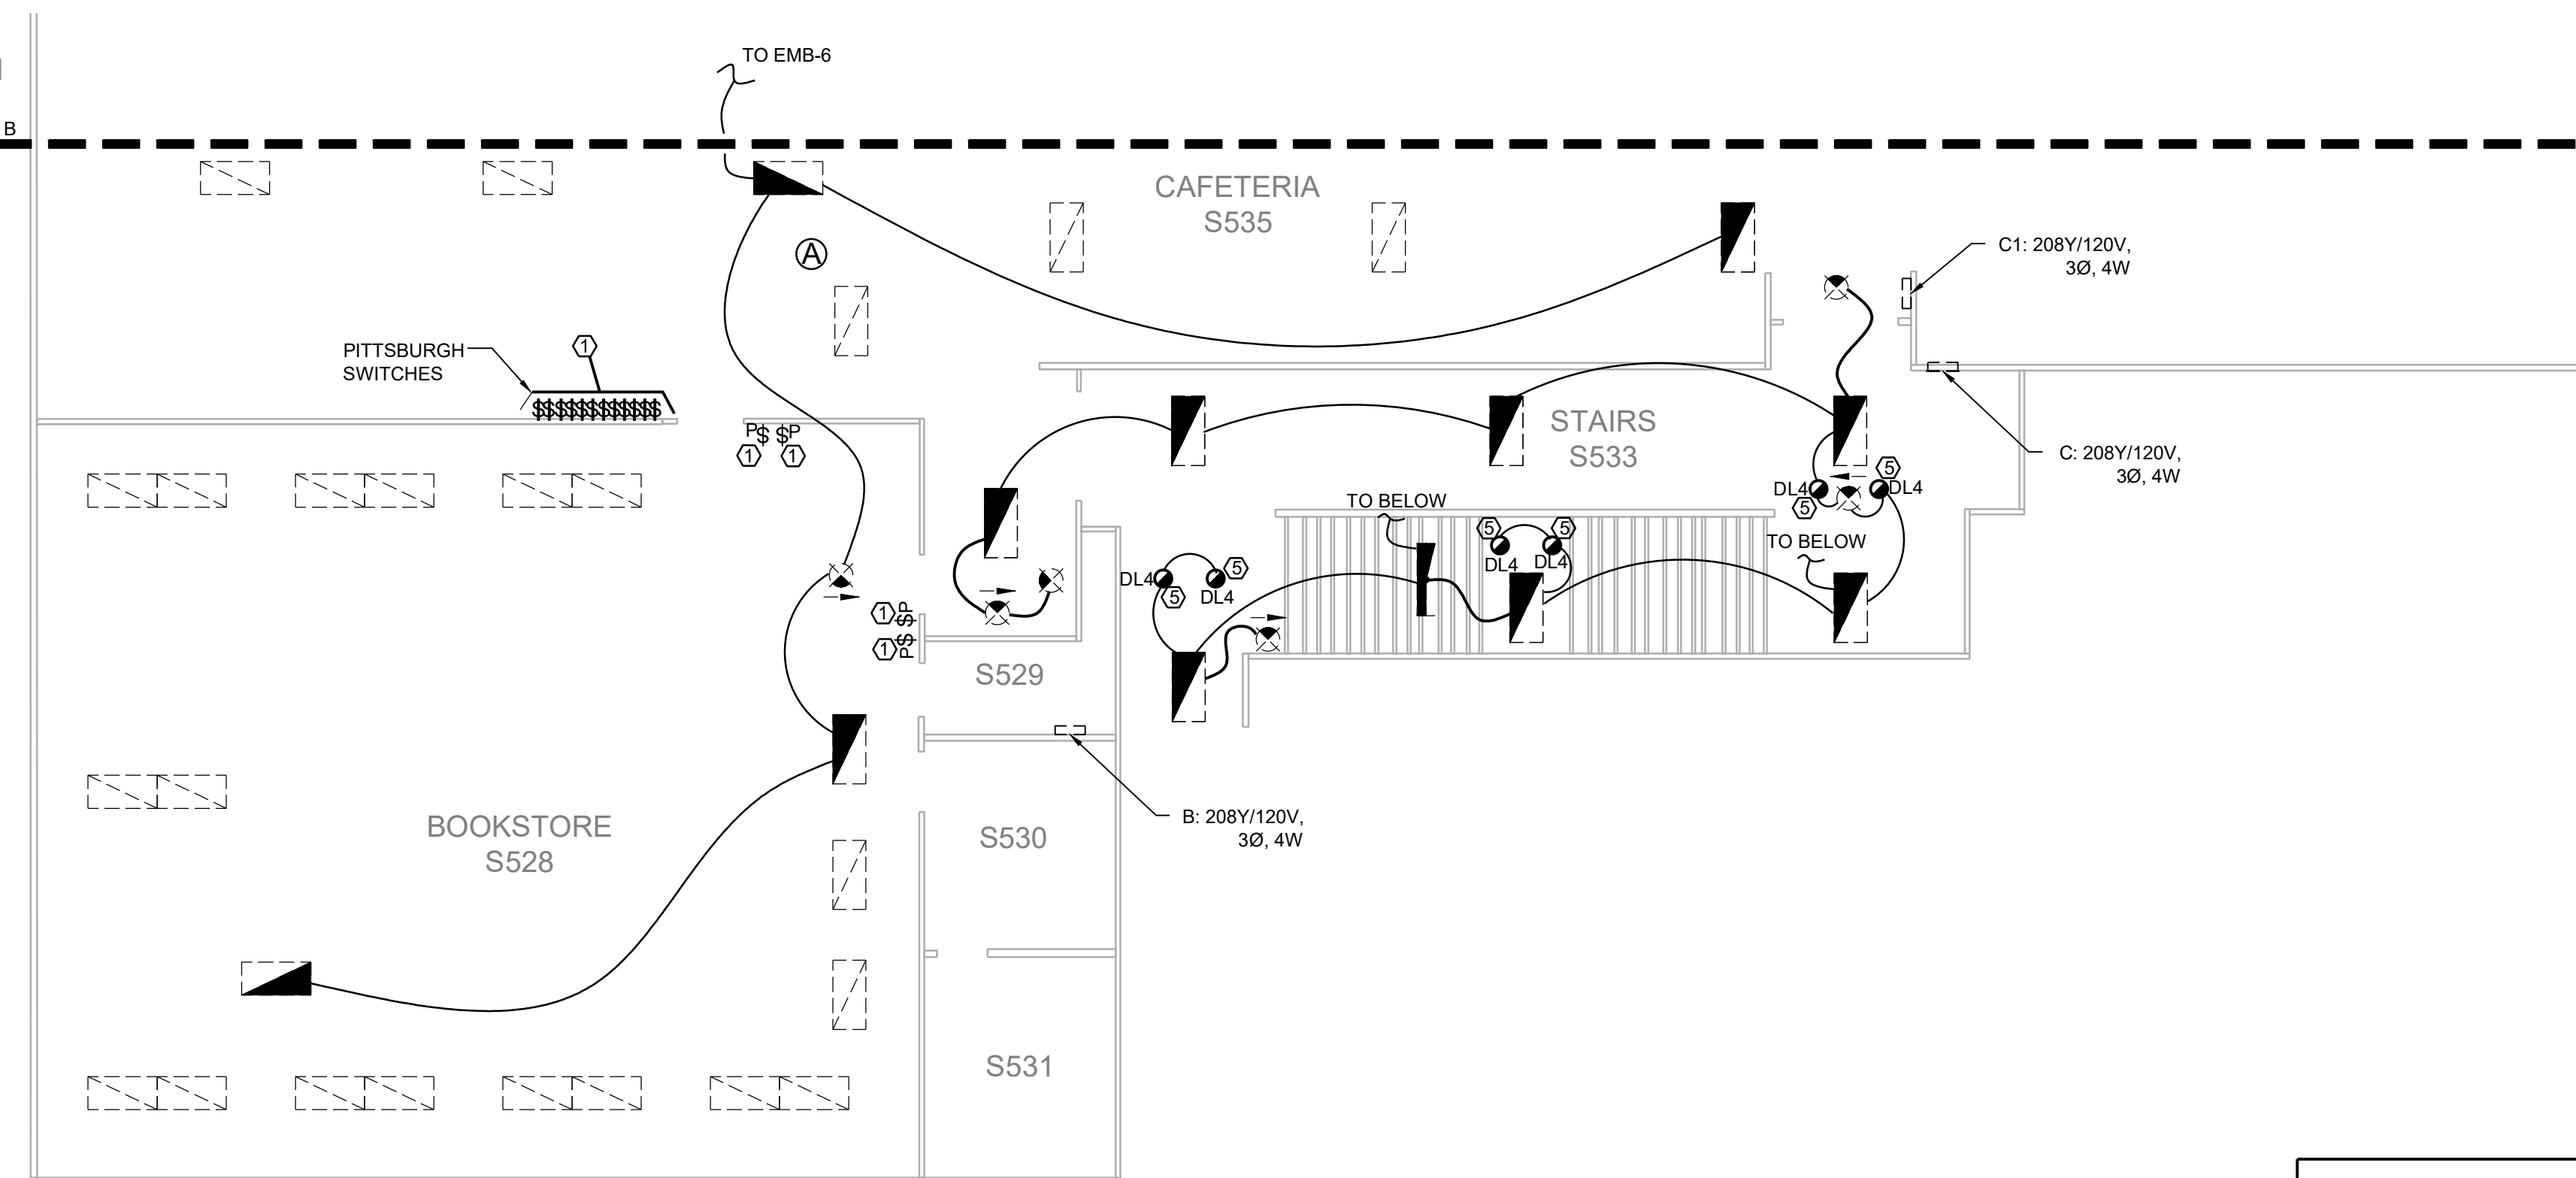 TO EMB-6
B
CAFETERIA
S535
A
C1: 208Y/120V,
3Ø, 4W
PITTSBURGH
SWITCHES
1
$$$$$$$$$$$$
P$ $P
1 1
STAIRS
S533
C: 208Y/120V,
3Ø, 4W
5
DL4 DL4
5
TO BELOW
5 5
DL4 DL4
TO BELOW
5
DL4
5 DL4
1 $P
1 P$
S529
B: 208Y/120V,
3Ø, 4W
BOOKSTORE
S528
S530
S531